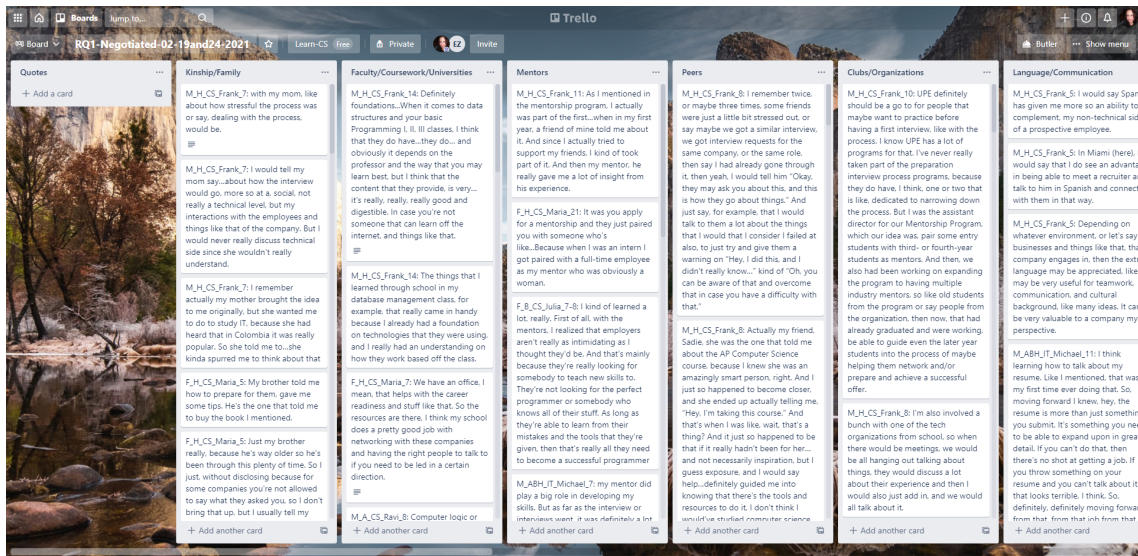 Boards
Jump to...
Trello
Board
RQ1-Negotiated-02-19and24-2021
Learn-CS
Free
Private
EZ
Invite
Butler
Show menu
Quotes
+ Add a card
Kinship/Family
M_H_CS_Frank_7: with my mom, like
about how stressful the process was
or say, dealing with the process,
would be.
M_H_CS_Frank_7: I would tell my
mom say...about how the interview
would go, more so at a, social, not
really a technical level, but my
interactions with the employees and
things like that of the company. But I
would never really discuss technical
side since she wouldn't really
understand.
M_H_CS_Frank_7: I remember
actually my mother brought the idea
to me originally, but she wanted me
to do to study IT, because she had
heard that in Colombia it was really
popular. So she told me to...she
kinda spurred me to think about that
F_H_CS_Maria_5: My brother told me
how to prepare for them, gave me
some tips. He's the one that told me
to buy the book I mentioned.
F_H_CS_Maria_5: Just my brother
really, because he's way older so he's
been through this plenty of time. So I
just, without disclosing because for
some companies you're not allowed
to say what they asked you, so I don't
bring that up, but I usually tell my
+ Add another card
Faculty/Coursework/Universities
M_H_CS_Frank_14: Definitely
foundations...When it comes to data
structures and your basic
Programming I, II, III classes, I think
that they do have...they do... and
obviously it depends on the
professor and the way that you may
learn best, but I think that the
content that they provide, is very...
it's really, really, really good and
digestible. In case you're not
someone that can learn off the
internet, and things like that.
M_H_CS_Frank_14: The things that I
learned through school in my
database management class, for
example, that really came in handy
because I already had a foundation
on technologies that they were using,
and I really had an understanding on
how they work based off the class.
F_H_CS_Maria_7: We have an office, I
mean, that helps with the career
readiness and stuff like that. So the
resources are there. I think my school
does a pretty good job with
networking with these companies
and having the right people to talk to
if you need to be led in a certain
direction.
M_A_CS_Ravi_8: Computer logic or
+ Add another card
Mentors
M_H_CS_Frank_11: As I mentioned in
the mentorship program, I actually
was part of the first...when in my first
year, a friend of mine told me about
it. And since I actually tried to
support my friends, I kind of took
part of it. And then my mentor, he
really gave me a lot of insight from
his experience.
F_H_CS_Maria_21: It was you apply
for a mentorship and they just paired
you with someone who's
like...Because when I was an intern I
got paired with a full-time employee
as my mentor who was obviously a
woman.
F_B_CS_Julia_7-8: I kind of learned a
lot, really. First of all, with the
mentors, I realized that employers
aren't really as intimidating as I
thought they'd be. And that's mainly
because they're really looking for
somebody to teach new skills to.
They're not looking for the perfect
programmer or somebody who
knows all of their stuff. As long as
they're able to learn from their
mistakes and the tools that they're
given, then that's really all they need
to become a successful programmer
M_ABH_IT_Michael_7: my mentor did
play a big role in developing my
skills. But as far as the interview or
interviews went, it was definitely a lot
+ Add another card
Peers
M_H_CS_Frank_8: I remember twice,
or maybe three times, some friends
were just a little bit stressed out, or
say maybe we got a similar interview,
we got interview requests for the
same company, or the same role,
then say I had already gone through
it, then yeah, I would tell him "Okay,
they may ask you about this, and this
is how they go about things." And
just say, for example, that I would
talk to them a lot about the things
that I would that I consider I failed at
also, to just try and give them a
warning on "Hey, I did this, and I
didn't really know..." kind of "Oh, you
can be aware of that and overcome
that in case you have a difficulty with
that."
M_H_CS_Frank_8: Actually my friend,
Sadie, she was the one that told me
about the AP Computer Science
course, because I knew she was an
amazingly smart person, right. And I
just so happened to become closer,
and she ended up actually telling me,
"Hey, I'm taking this course." And
that's when I was like, wait, that's a
thing? And it just so happened to be
that if it really hadn't been for her...
and not necessarily inspiration, but I
guess exposure, and I would say
help...definitely guided me into
knowing that there's the tools and
resources to do it. I don't think I
would've studied computer science
+ Add another card
Clubs/Organizations
M_H_CS_Frank_10: UPE definitely
should be a go to for people that
maybe want to practice before
having a first interview, like with the
process. I know UPE has a lot of
programs for that. I've never really
taken part of the preparation
interview process programs, because
they do have, I think, one or two that
is like, dedicated to narrowing down
the process. But I was the assistant
director for our Mentorship Program,
which our idea was, pair some entry
students with third- or fourth-year
students as mentors. And then, we
also had been working on expanding
the program to having multiple
industry mentors, so like old students
from the program or say people from
the organization, then now, that had
already graduated and were working,
be able to guide even the later year
students into the process of maybe
helping them network and/or
prepare and achieve a successful
offer.
M_H_CS_Frank_8: I'm also involved a
bunch with one of the tech
organizations from school, so when
there would be meetings, we would
be all hanging out talking about
things, they would discuss a lot
about their experience and then I
would also just add in, and we would
all talk about it.
+ Add another card
Language/Communication
M_H_CS_Frank_5: I would say Span
has given me more so an ability to
complement, my non-technical sid
of a prospective employee.
M_H_CS_Frank_5: In Miami (here),
would say that I do see an advanta
in being able to meet a recruiter a
talk to him in Spanish and connect
with them in that way.
M_H_CS_Frank_5: Depending on
whatever environment, or let's say
businesses and things like that, tha
company engages in, then the extr
language may be appreciated, like
may be very useful for teamwork,
communication, and cultural
background, like many ideas. It can
be very valuable to a company my
perspective.
M_ABH_IT_Michael_11: I think
learning how to talk about my
resume. Like I mentioned, that was
my first time ever doing that. So,
moving forward I knew, hey, the
resume is more than just somethin
you submit. It's something you nee
to be able to expand upon in grea
detail. If you can't do that, then
there's no shot at getting a job. If
you throw something on your
resume and you can't talk about it
that looks terrible, I think. So,
definitely, definitely moving forwa
from that, from that job from that
+ Add another card